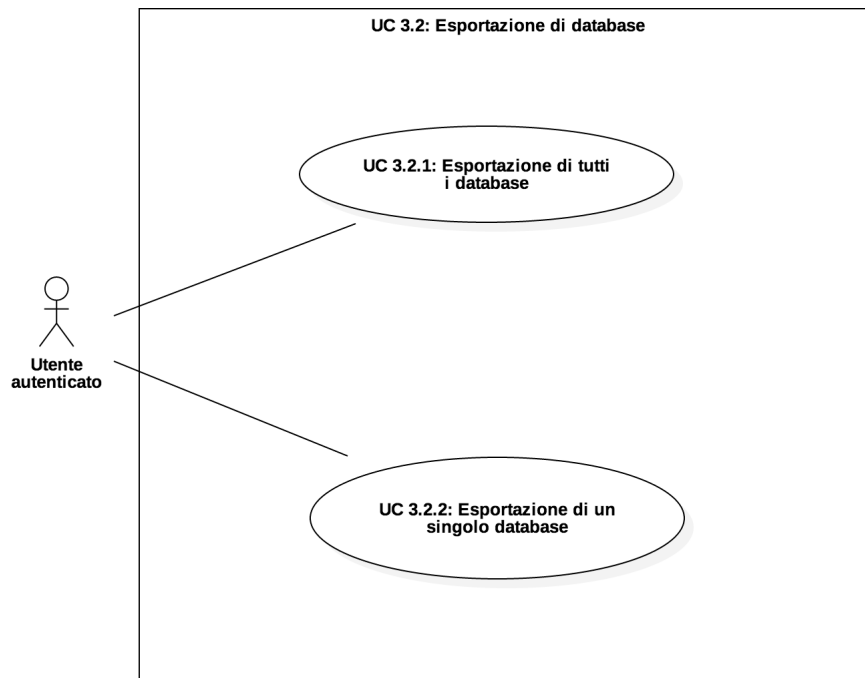 UC 3.2: Esportazione di database
UC 3.2.1: Esportazione di tutti
i database
Utente
autenticato
UC 3.2.2: Esportazione di un
singolo database